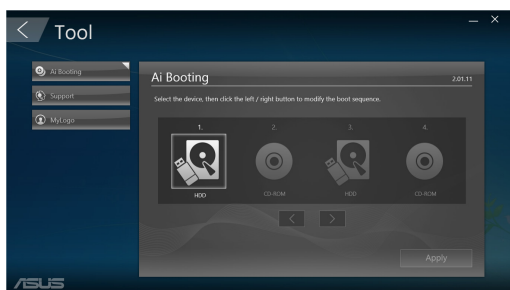 Tool
Ai Booting
Support
MyLogo
Ai Booting
2.01.11
Select the device, then click the left / right button to modify the boot sequence.
1. 2. 3. 4.
HDD CD-ROM HDD CD-ROM
Apply
ASUS